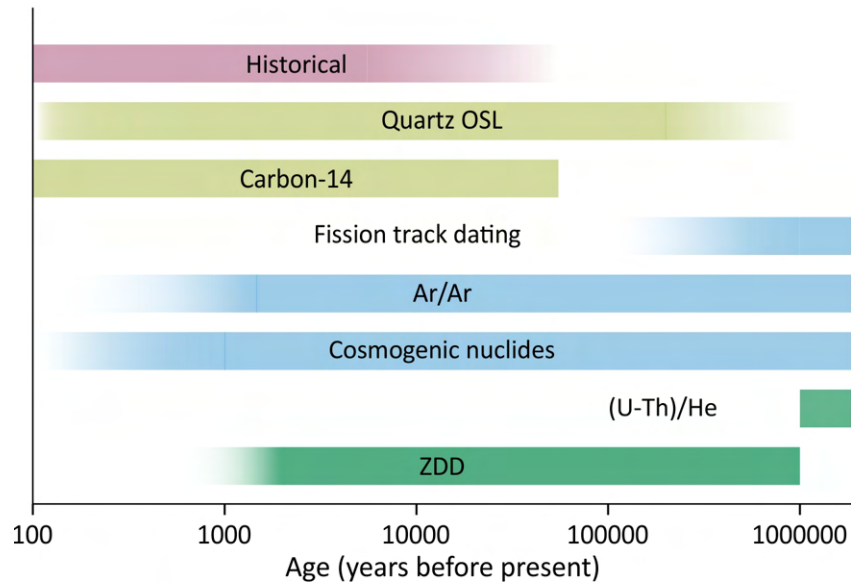 Historical
Quartz OSL
Carbon-14
Fission track dating
Ar/Ar
Cosmogenic nuclides
(U-Th)/He
ZDD
100 1000 10000 100000 1000000
Age (years before present)